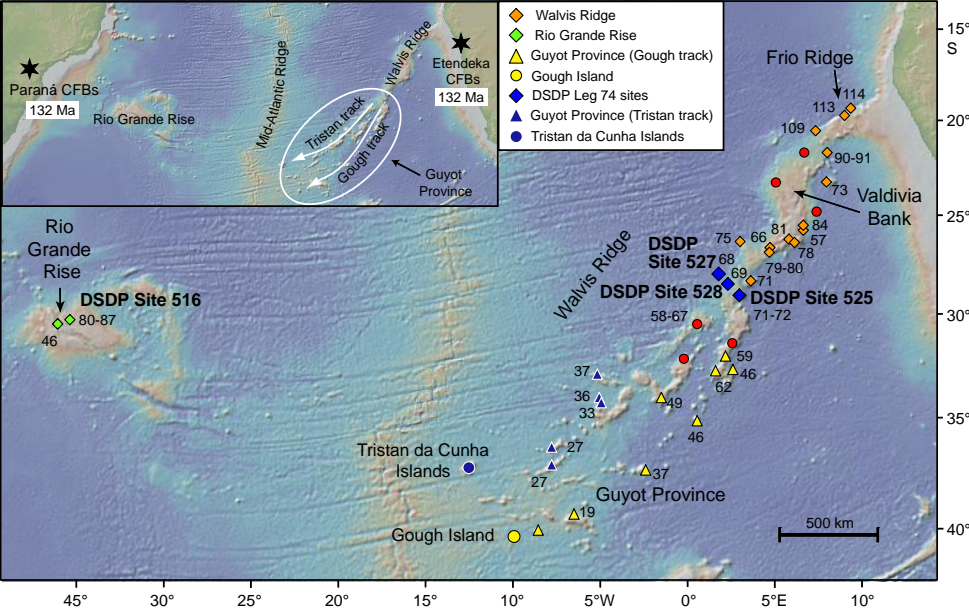 Paraná CFBs
132 Ma
Rio Grande Rise
Mid-Atlantic Ridge
Tristan track
Gough track
Walvis Ridge
Etendeka
CFBs
132 Ma
Guyot
Province
Walvis Ridge
Rio Grande Rise
Guyot Province (Gough track)
Gough Island
DSDP Leg 74 sites
Guyot Province (Tristan track)
Tristan da Cunha Islands
15°
S
20°
25°
30°
35°
40°
Frio Ridge
114
113
109
90-91
73
Valdivia
Bank
84
81
57
66
75
78
79-80
DSDP
Site 527
68
69
71
DSDP Site 528
DSDP Site 525
71-72
Walvis Ridge
58-67
Rio
Grande
Rise
DSDP Site 516
80-87
46
59
46
62
49
46
37
36
33
27
27
37
Tristan da Cunha
Islands
Guyot Province
19
Gough Island
500 km
45°
30°
25°
20°
15°
10°
5°W
0°
5°E
10°